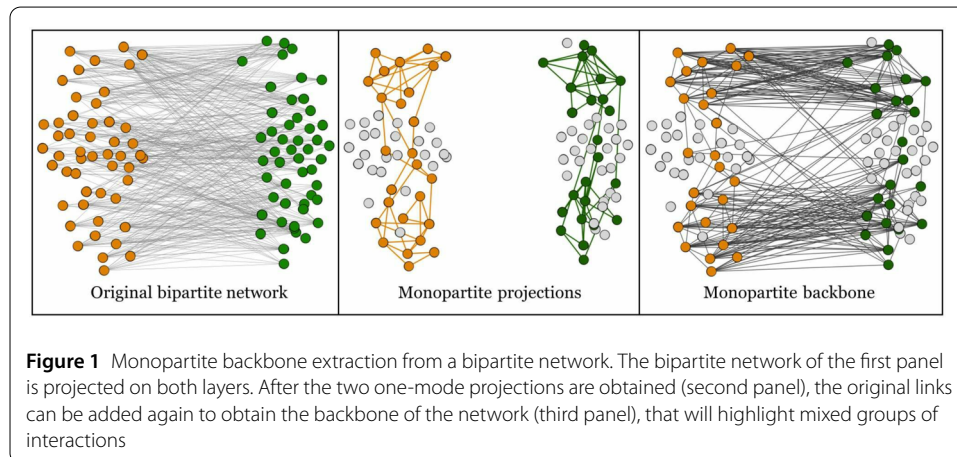 Original bipartite network
Monopartite projections
Monopartite backbone
Figure 1 Monopartite backbone extraction from a bipartite network. The bipartite network of the first panel
is projected on both layers. After the two one-mode projections are obtained (second panel), the original links
can be added again to obtain the backbone of the network (third panel), that will highlight mixed groups of
interactions